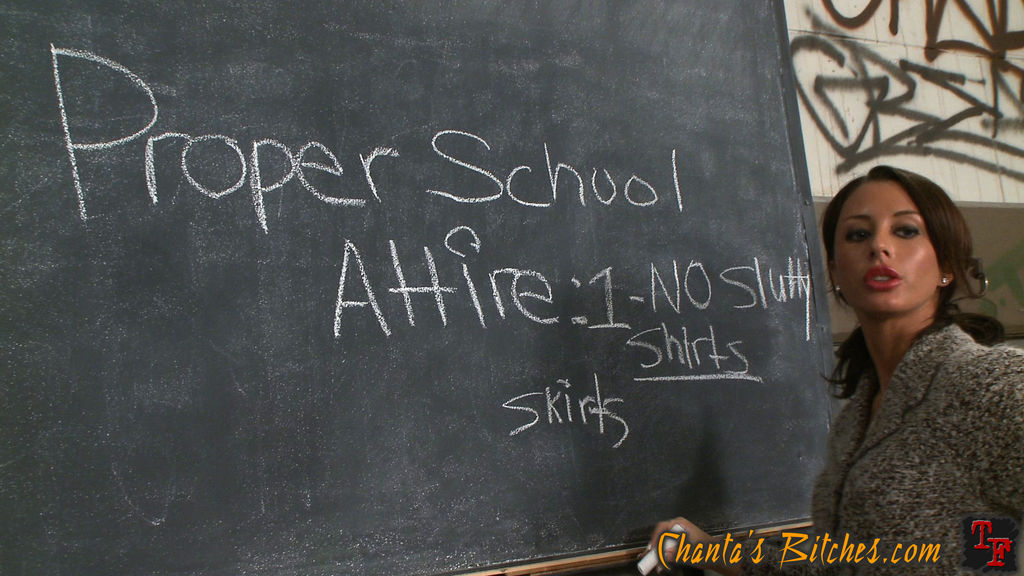 Proper School
Attire: 1-NO slutty
shirts
skirts
Chanta's Bitches.com
TF